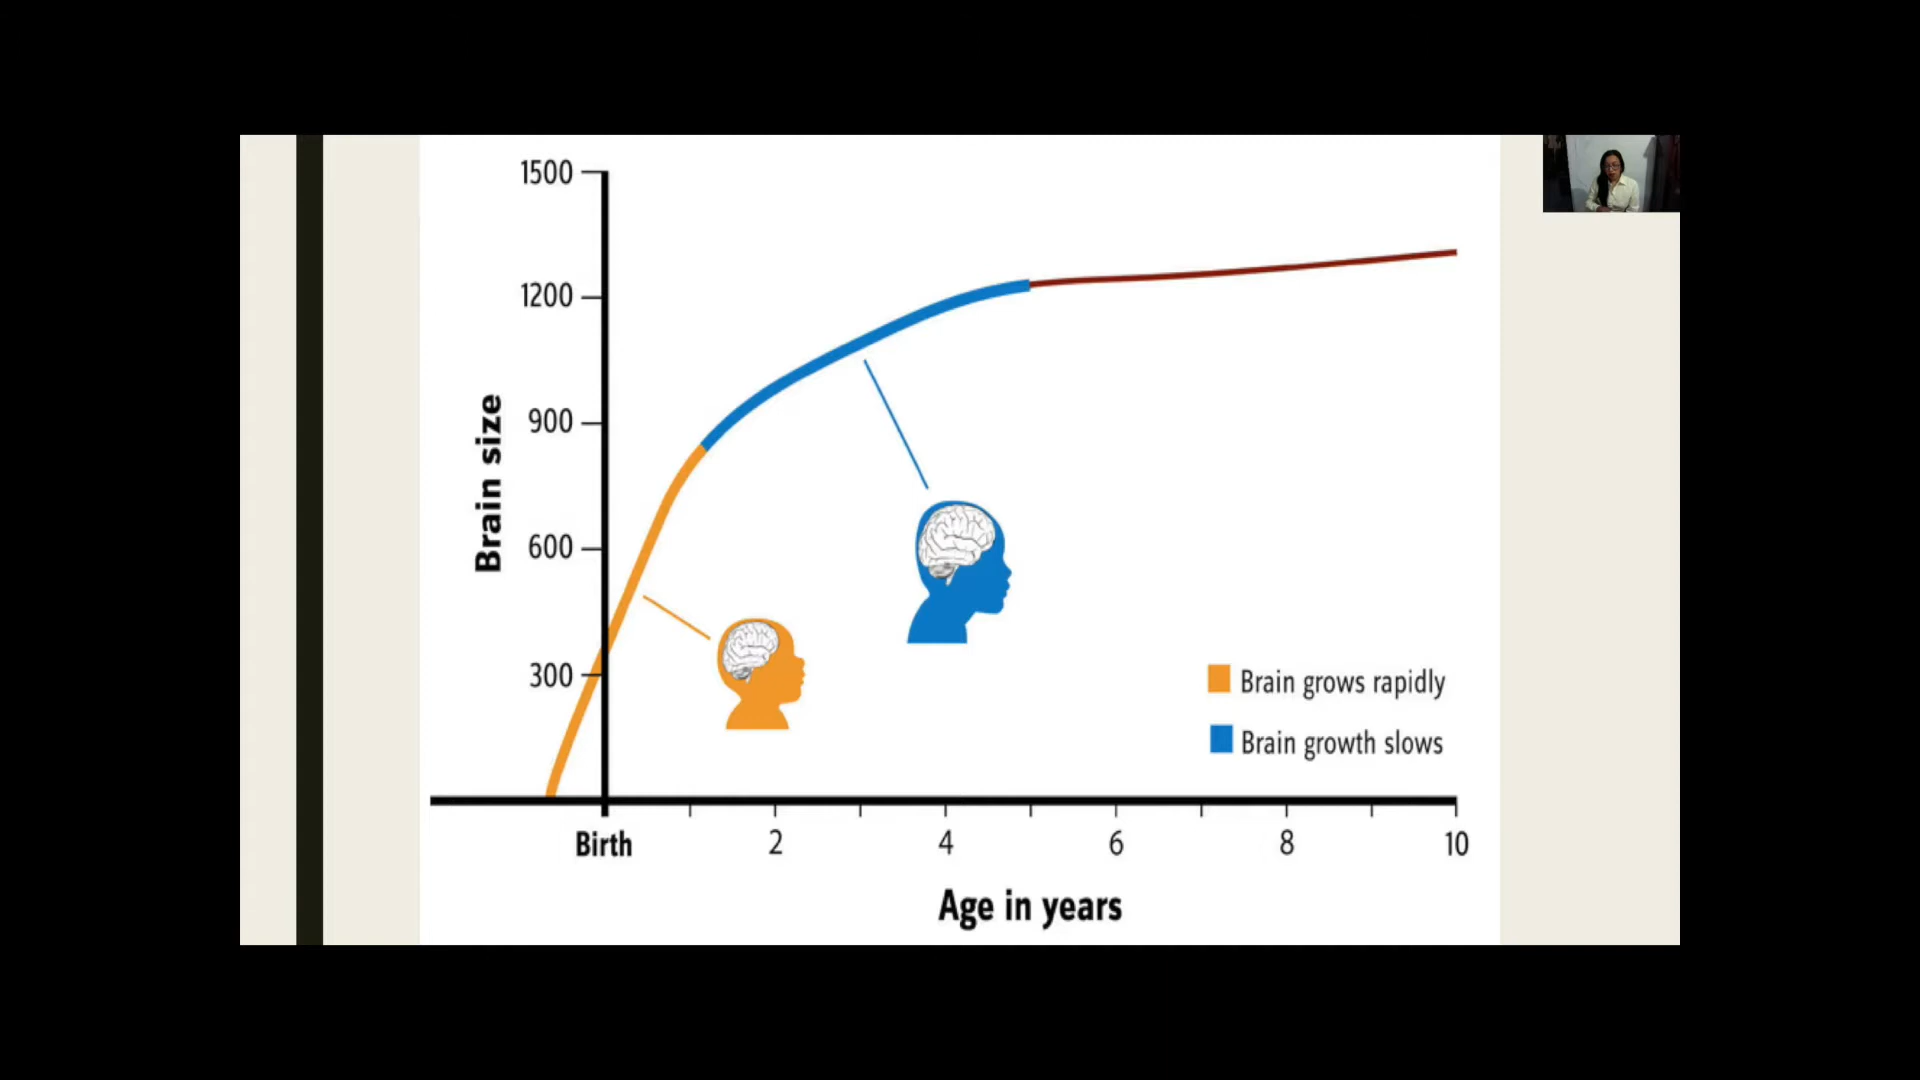 1500
1200
900
600
300
Brain size
Brain grows rapidly
Brain growth slows
Birth 2 4 6 8 10
Age in years